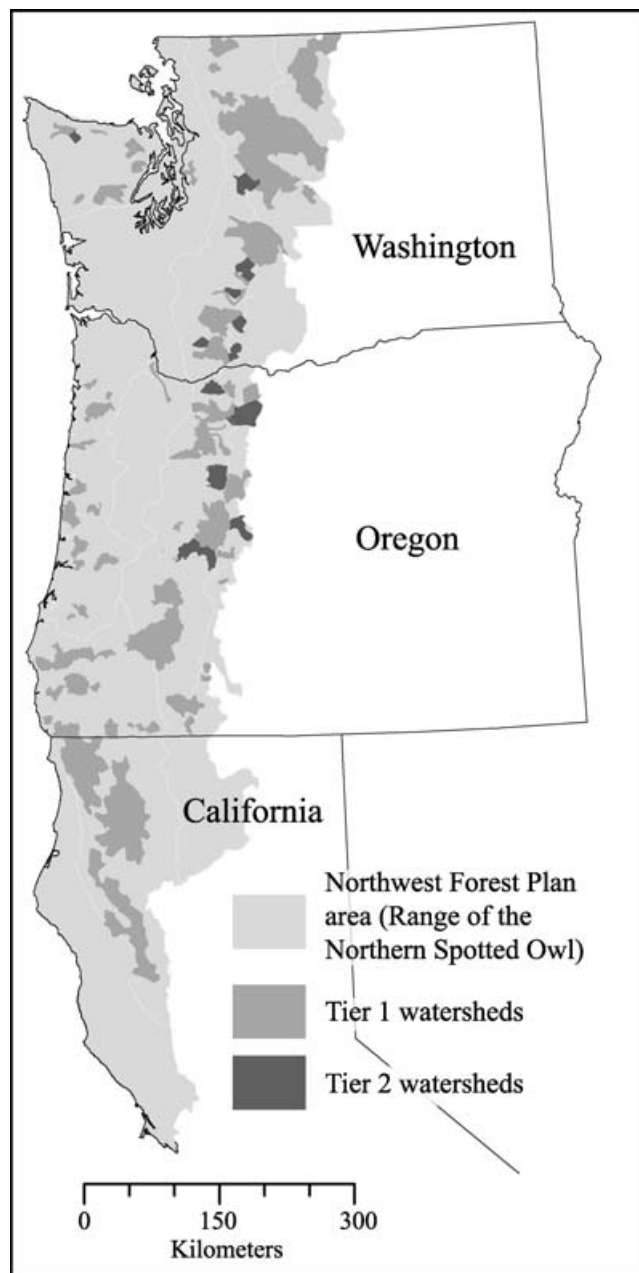 Washington
Oregon
California
Northwest Forest Plan
area (Range of the
Northern Spotted Owl)
Tier 1 watersheds
Tier 2 watersheds
0 150 300
Kilometers